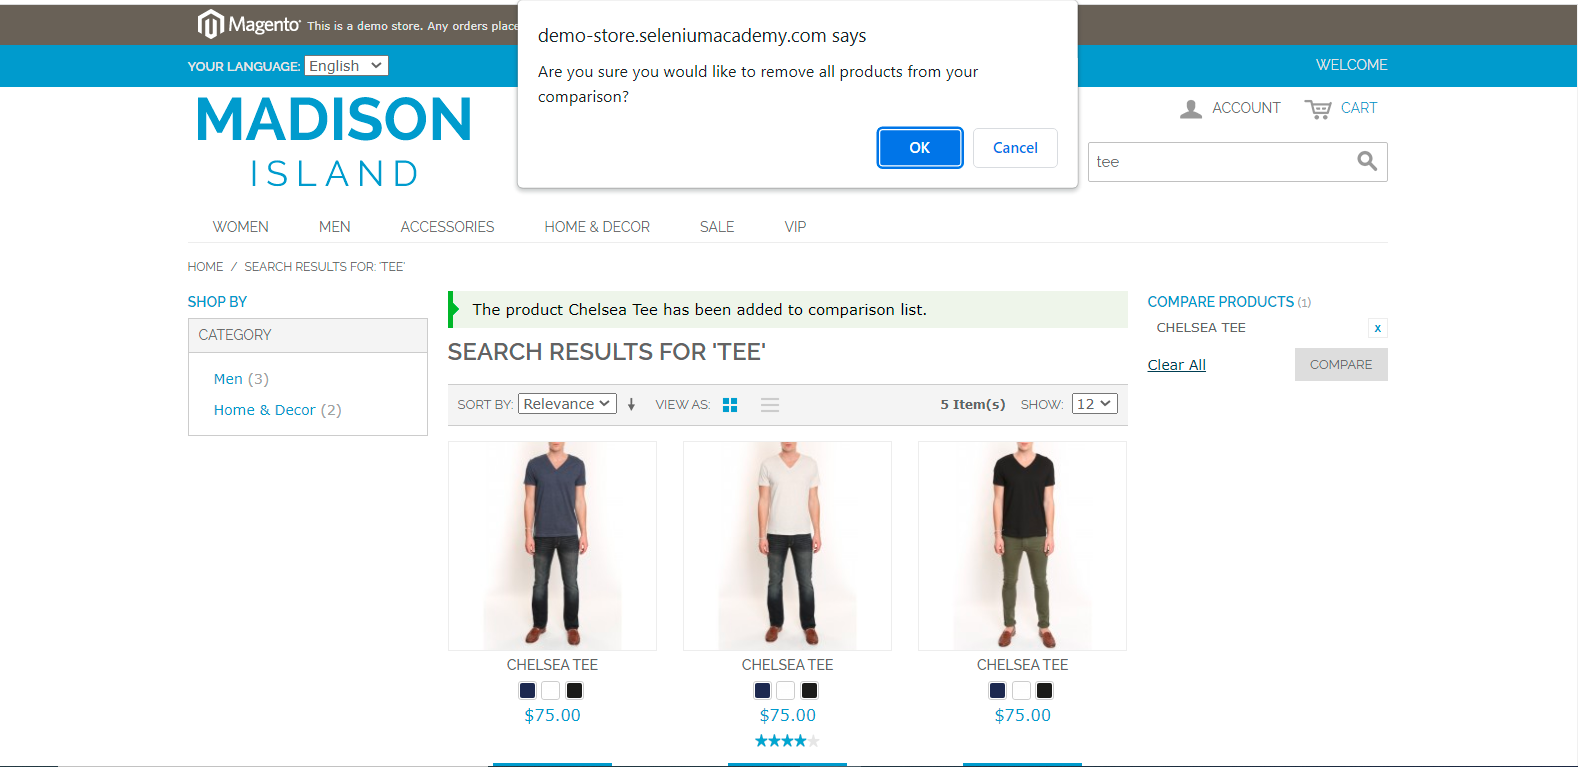 Magento
This is a demo store. Any orders place
demo-store.seleniumacademy.com says
Are you sure you would like to remove all products from your
comparison?
OK
Cancel
YOUR LANGUAGE: English
WELCOME
MADISON
ISLAND
ACCOUNT
CART
tee
WOMEN
MEN
ACCESSORIES
HOME & DECOR
SALE
VIP
HOME / SEARCH RESULTS FOR: 'TEE'
SHOP BY
CATEGORY
Men (3)
Home & Decor (2)
The product Chelsea Tee has been added to comparison list.
SEARCH RESULTS FOR 'TEE'
SORT BY: Relevance
VIEW AS:
5 Item(s)
SHOW: 12
CHELSEA TEE
$75.00
CHELSEA TEE
$75.00
CHELSEA TEE
$75.00
COMPARE PRODUCTS (1)
CHELSEA TEE
x
Clear All
COMPARE